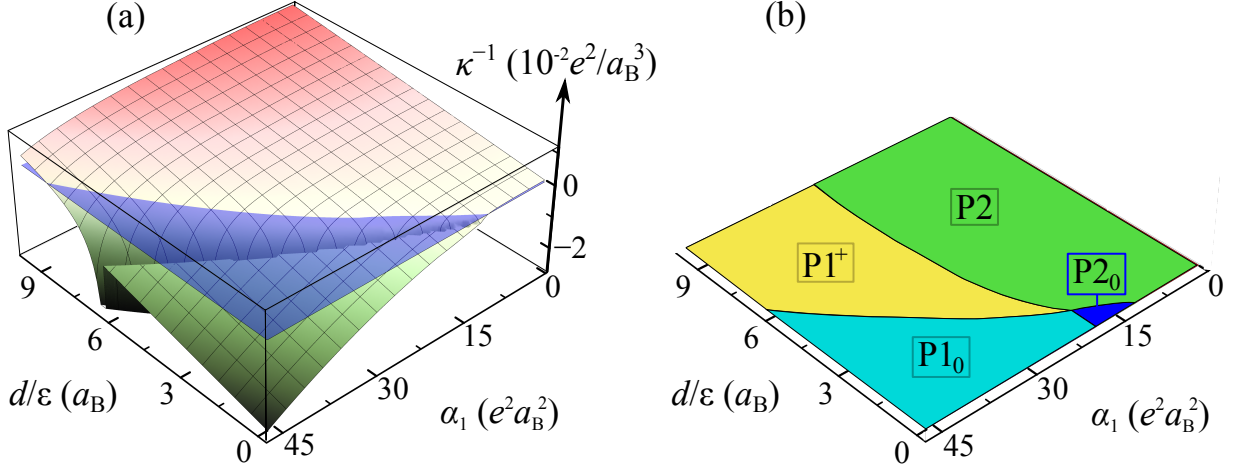 (a)
κ⁻¹ (10⁻²e²/a_B³)
0
−2
0
15
30
45
α₁ (e²a_B²)
9
6
3
0
d/ε (a_B)
(b)
P2
P1⁺
P2₀
P1₀
0
15
30
45
α₁ (e²a_B²)
9
6
3
0
d/ε (a_B)